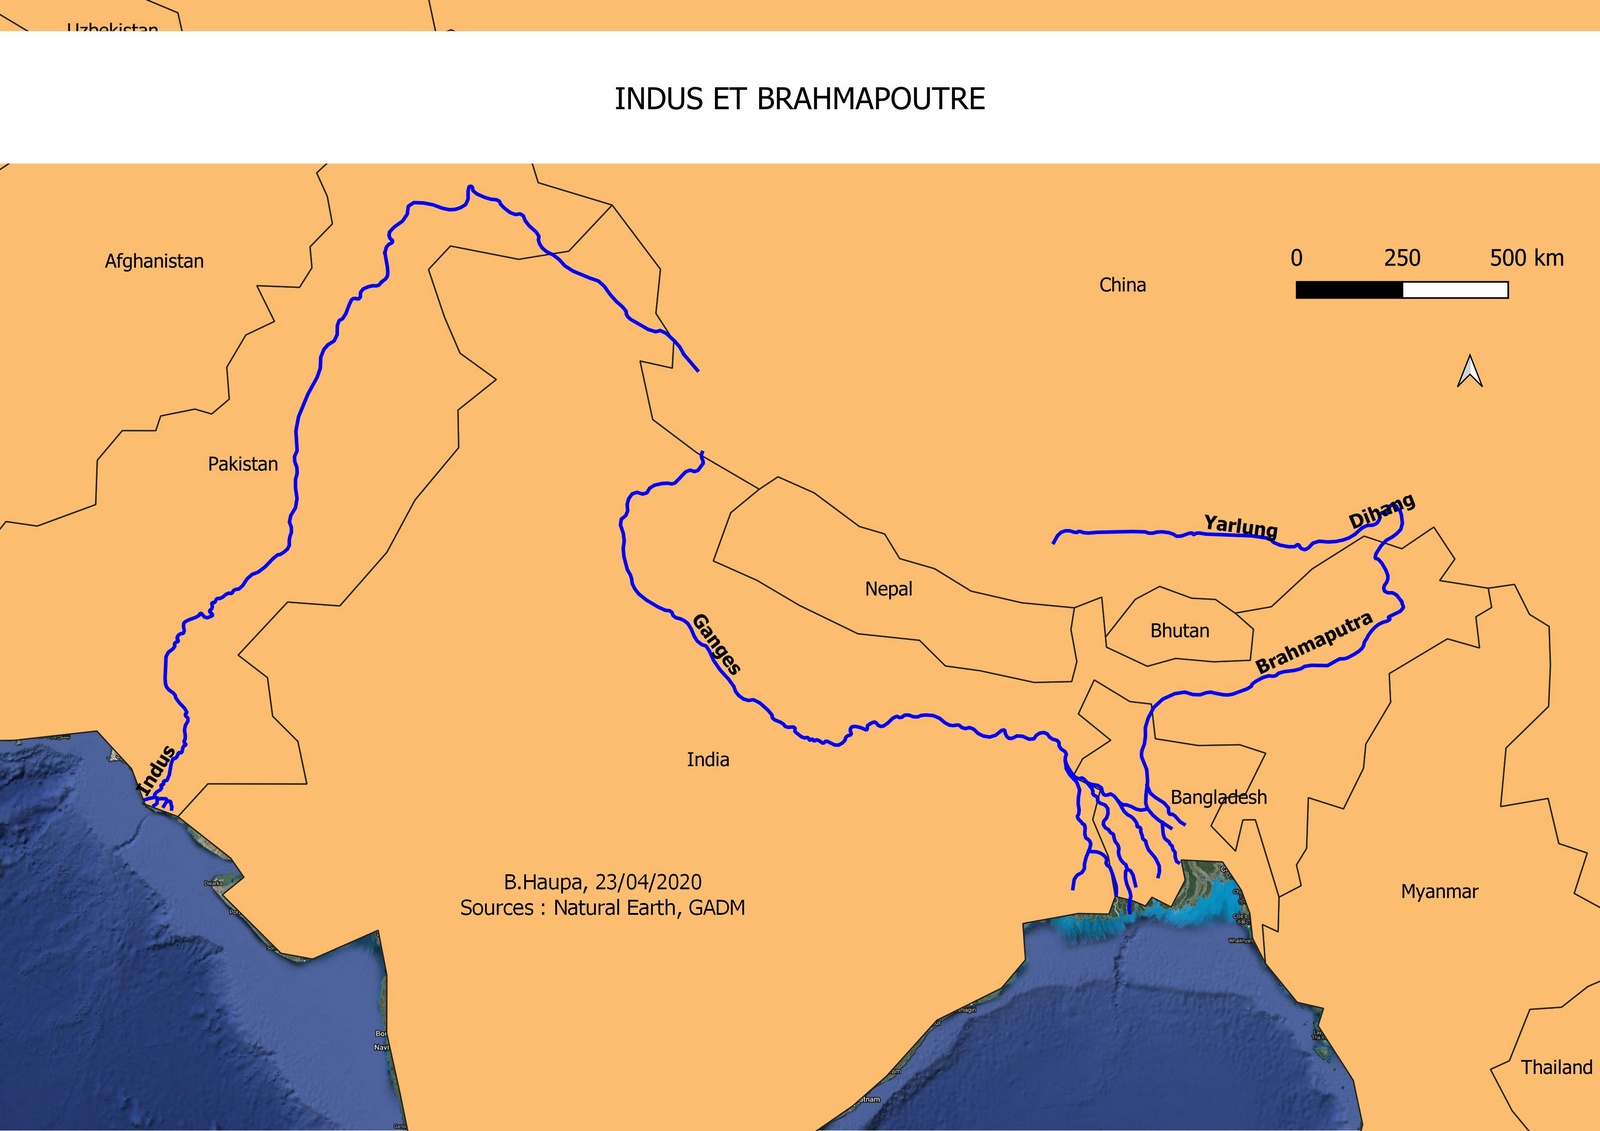 Uzbekistan
INDUS ET BRAHMAPOUTRE
Afghanistan
China
0 250 500 km
Pakistan
Yarlung
Dihang
Nepal
Bhutan
Ganges
Brahmaputra
India
Indus
Bangladesh
B.Haupa, 23/04/2020
Sources : Natural Earth, GADM
Myanmar
Thailand